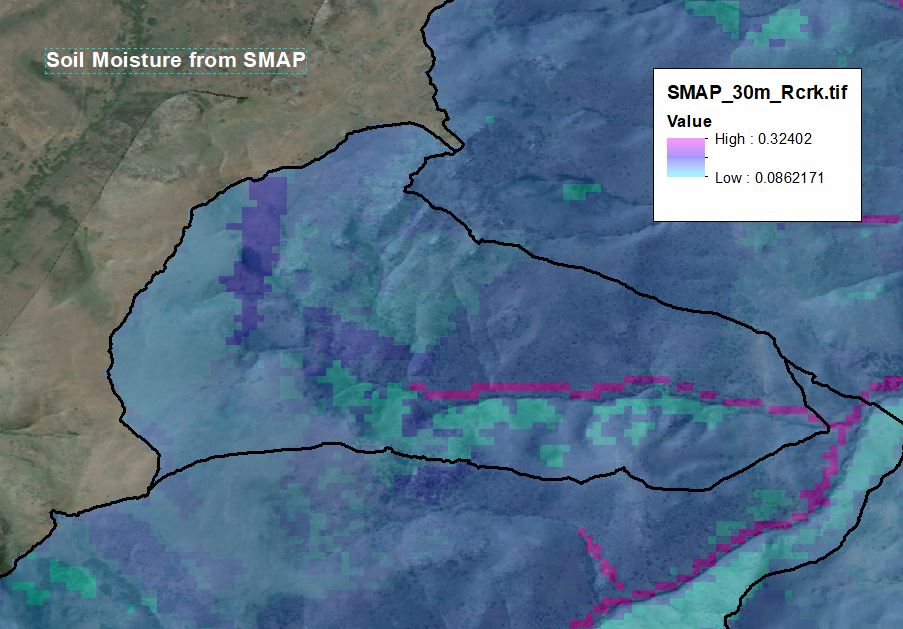 Soil Moisture from SMAP
SMAP_30m_Rcrk.tif
Value
High : 0.32402
Low : 0.0862171